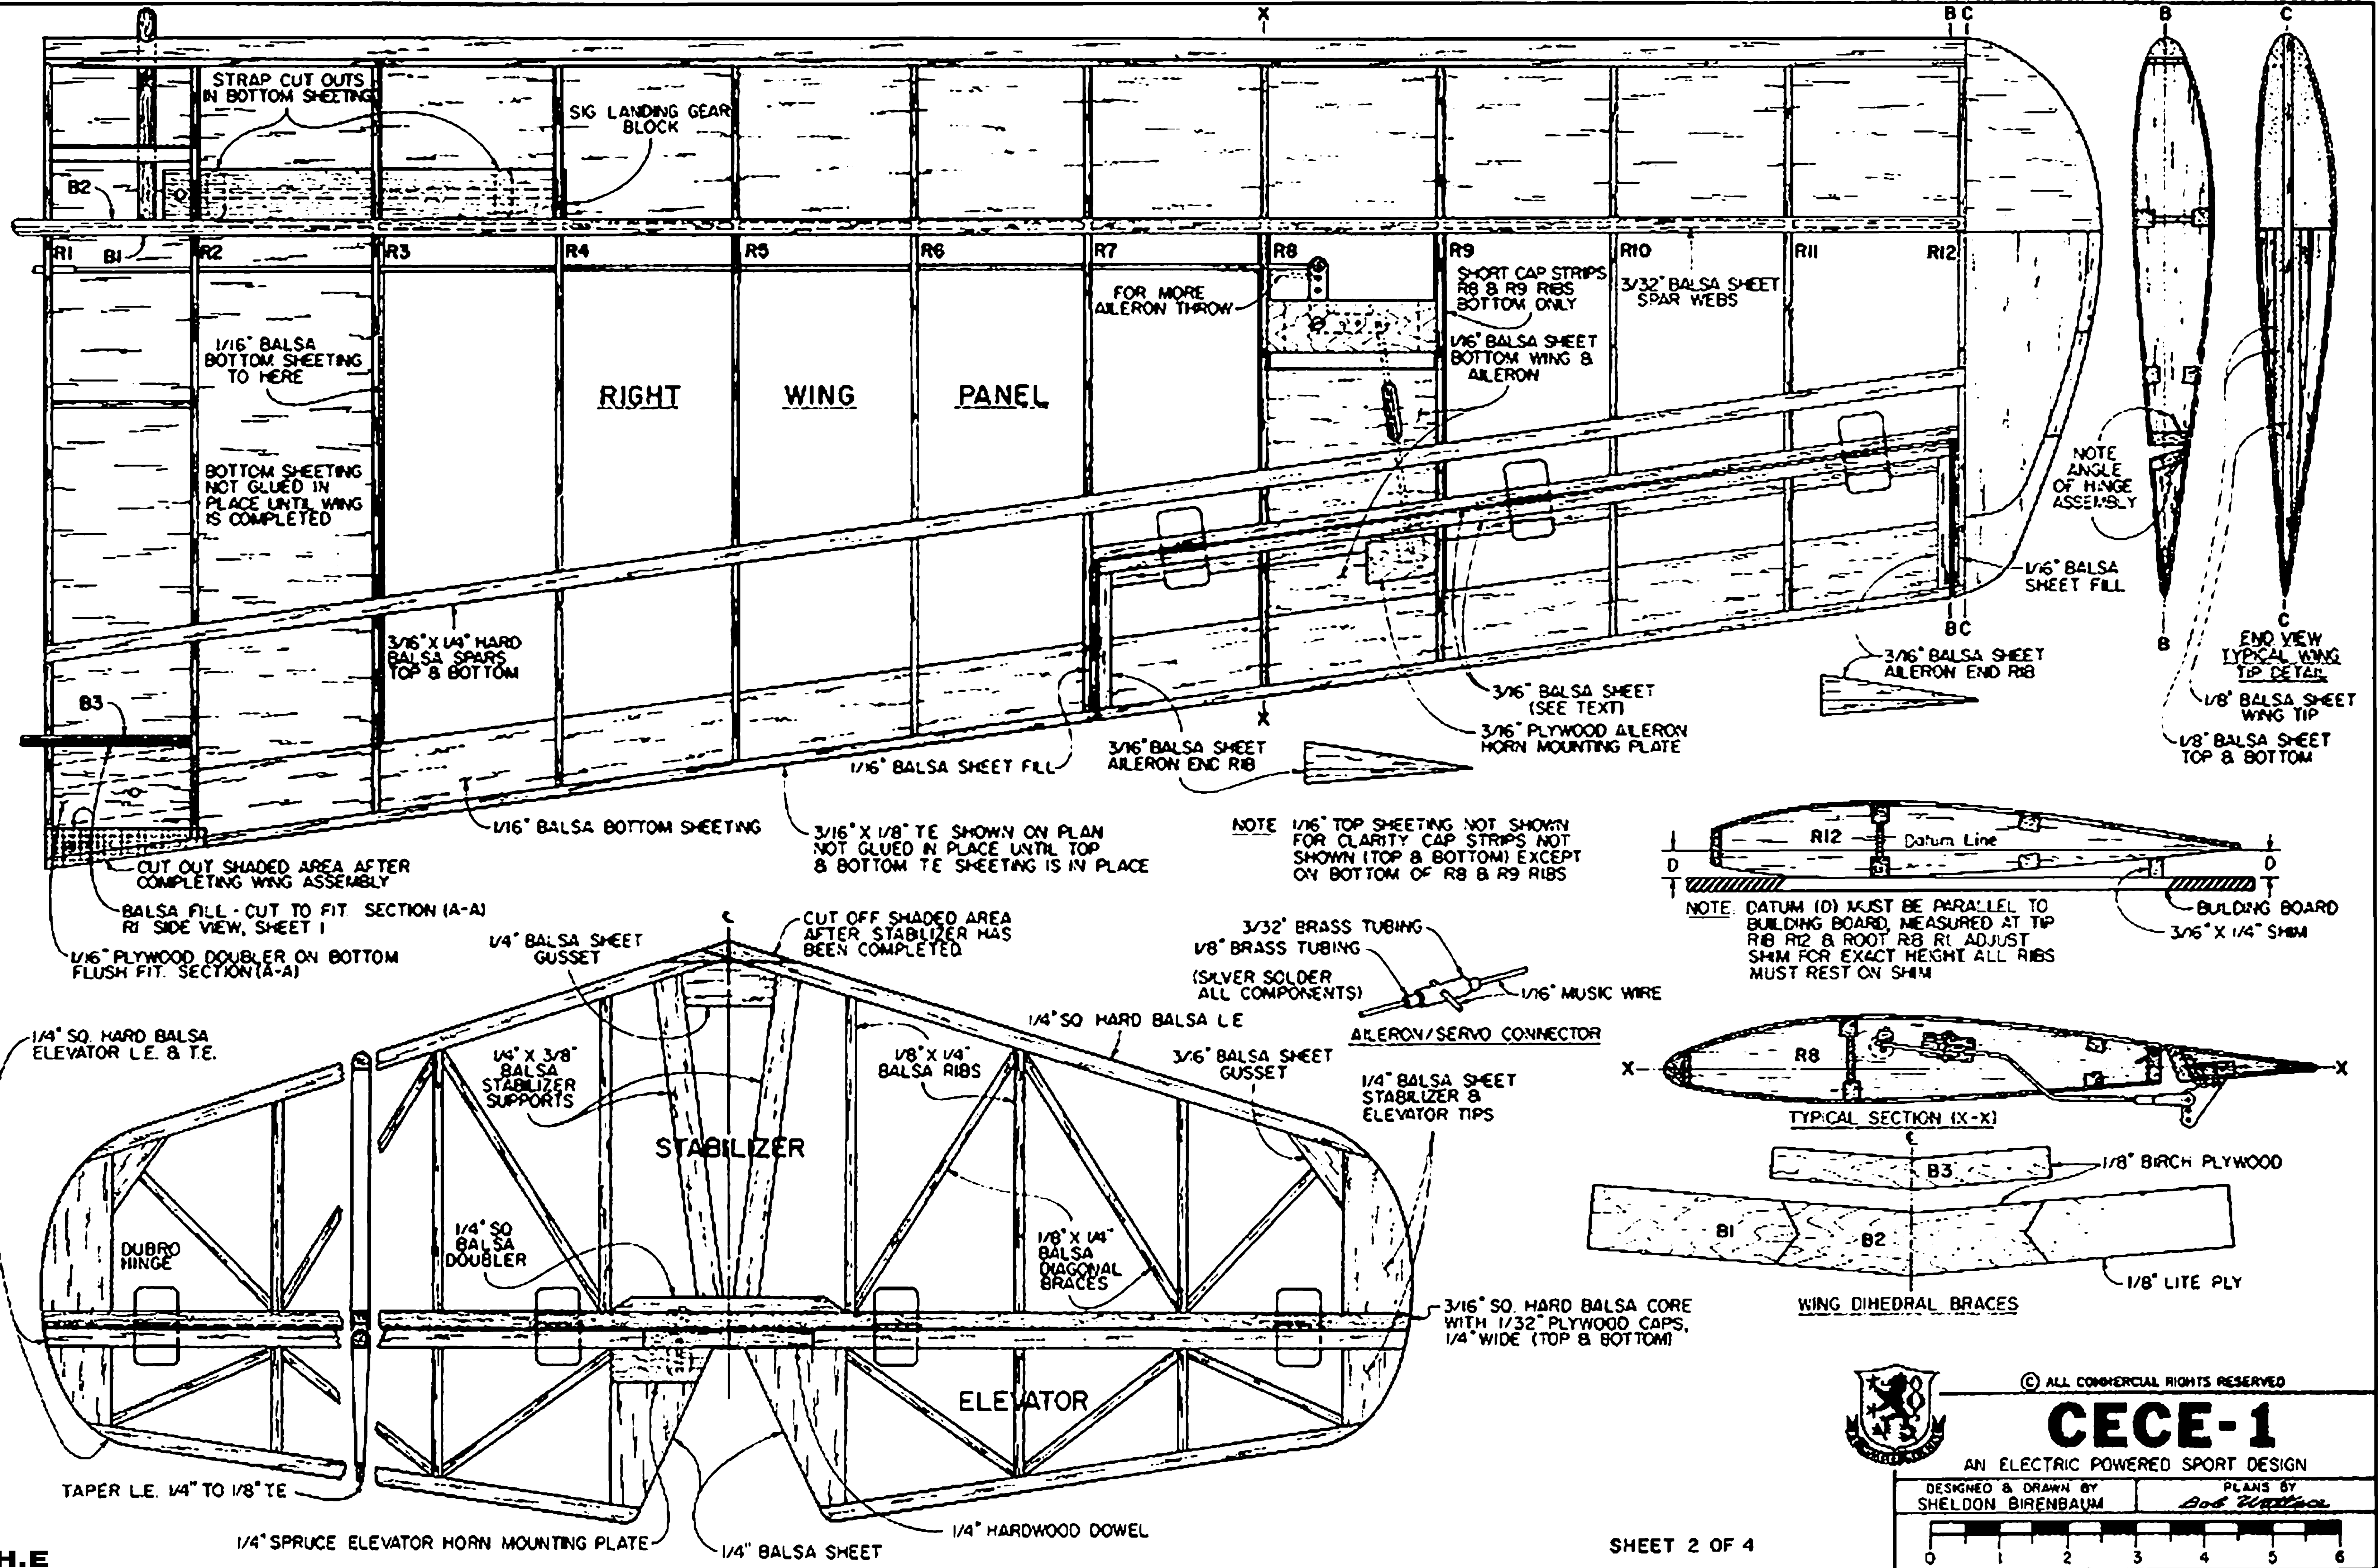 X
B C
B
C
STRAP CUT OUTS
IN BOTTOM SHEETING
SIG LANDING GEAR
BLOCK
B2
B1
R1
R2
R3
R4
R5
R6
R7
R8
R9
R10
R11
R12
FOR MORE
AILERON THROW
SHORT CAP STRIPS
R8 & R9 RIBS
BOTTOM ONLY
3/32" BALSA SHEET
SPAR WEBS
1/16" BALSA
BOTTOM SHEETING
TO HERE
1/16" BALSA SHEET
BOTTOM WING &
AILERON
RIGHT WING PANEL
BOTTOM SHEETING
NOT GLUED IN
PLACE UNTIL WING
IS COMPLETED
NOTE
ANGLE
OF HINGE
ASSEMBLY
1/16" BALSA
SHEET FILL
B C
B
C
END VIEW
TYPICAL WING
TIP DETAIL
3/16" X 1/4" HARD
BALSA SPARS
TOP & BOTTOM
3/16" BALSA SHEET
AILERON END RIB
1/8" BALSA SHEET
WING TIP
1/8" BALSA SHEET
TOP & BOTTOM
B3
X
3/16" BALSA SHEET
(SEE TEXT)
3/16" PLYWOOD AILERON
HORN MOUNTING PLATE
3/16" BALSA SHEET
AILERON END RIB
1/16" BALSA SHEET FILL
1/16" BALSA BOTTOM SHEETING
3/16" X 1/8" TE SHOWN ON PLAN
NOT GLUED IN PLACE UNTIL TOP
& BOTTOM TE SHEETING IS IN PLACE
NOTE 1/16" TOP SHEETING NOT SHOWN
FOR CLARITY CAP STRIPS NOT
SHOWN (TOP & BOTTOM) EXCEPT
ON BOTTOM OF R8 & R9 RIBS
CUT OUT SHADED AREA AFTER
COMPLETING WING ASSEMBLY
BALSA FILL - CUT TO FIT. SECTION (A-A)
R1 SIDE VIEW, SHEET 1
1/16" PLYWOOD DOUBLER ON BOTTOM
FLUSH FIT. SECTION (A-A)
R12
Datum Line
D
D
BUILDING BOARD
3/16" X 1/4" SHIM
NOTE: DATUM (D) MUST BE PARALLEL TO
BUILDING BOARD, MEASURED AT TIP
RIB R12 & ROOT RIB R1. ADJUST
SHIM FOR EXACT HEIGHT ALL RIBS
MUST REST ON SHIM
CUT OFF SHADED AREA
AFTER STABILIZER HAS
BEEN COMPLETED
1/4" BALSA SHEET
GUSSET
3/32" BRASS TUBING
1/8" BRASS TUBING
(SILVER SOLDER
ALL COMPONENTS)
1/16" MUSIC WIRE
AILERON/SERVO CONNECTOR
1/4" SQ. HARD BALSA
ELEVATOR L.E. & T.E.
1/4" X 3/8"
BALSA
STABILIZER
SUPPORTS
1/8" X 1/4"
BALSA RIBS
1/4" SQ HARD BALSA L.E
3/16" BALSA SHEET
GUSSET
1/4" BALSA SHEET
STABILIZER &
ELEVATOR TIPS
X
R8
X
TYPICAL SECTION (X-X)
STABILIZER
B3
1/8" BIRCH PLYWOOD
B1
B2
1/8" LITE PLY
WING DIHEDRAL BRACES
DUBRO
HINGE
1/4" SQ
BALSA
DOUBLER
1/8" X 1/4"
BALSA
DIAGONAL
BRACES
3/16" SQ. HARD BALSA CORE
WITH 1/32" PLYWOOD CAPS,
1/4" WIDE (TOP & BOTTOM)
ELEVATOR
TAPER L.E. 1/4" TO 1/8" TE
1/4" SPRUCE ELEVATOR HORN MOUNTING PLATE
1/4" BALSA SHEET
1/4" HARDWOOD DOWEL
© ALL COMMERCIAL RIGHTS RESERVED
CECE-1
AN ELECTRIC POWERED SPORT DESIGN
DESIGNED & DRAWN BY
SHELDON BIRENBAUM
PLANS BY
Bob Wallace
0 1 2 3 4 5 6
SHEET 2 OF 4
H.E